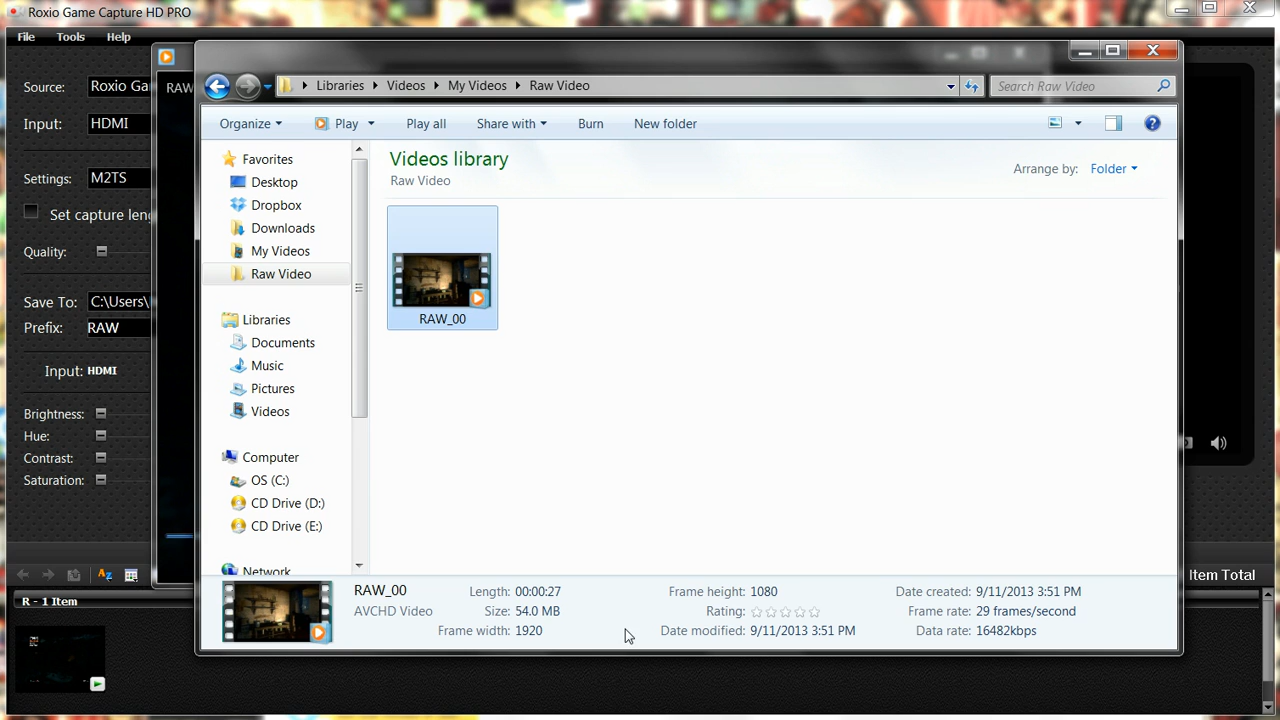 Roxio Game Capture HD PRO
File Tools Help
Source: Roxio Ga
Input: HDMI
Settings: M2TS
Set capture leng
Quality:
Save To: C:\Users\
Prefix: RAW
Input: HDMI
Brightness:
Hue:
Contrast:
Saturation:
R - 1 Item
Item Total
RAW
Libraries Videos My Videos Raw Video
Search Raw Video
Organize Play Play all Share with Burn New folder
Favorites
Desktop
Dropbox
Downloads
My Videos
Raw Video
Libraries
Documents
Music
Pictures
Videos
Computer
OS (C:)
CD Drive (D:)
CD Drive (E:)
Network
Videos library
Raw Video
Arrange by: Folder
RAW_00
RAW_00
AVCHD Video
Length: 00:00:27
Size: 54.0 MB
Frame width: 1920
Frame height: 1080
Rating:
Date modified: 9/11/2013 3:51 PM
Date created: 9/11/2013 3:51 PM
Frame rate: 29 frames/second
Data rate: 16482kbps